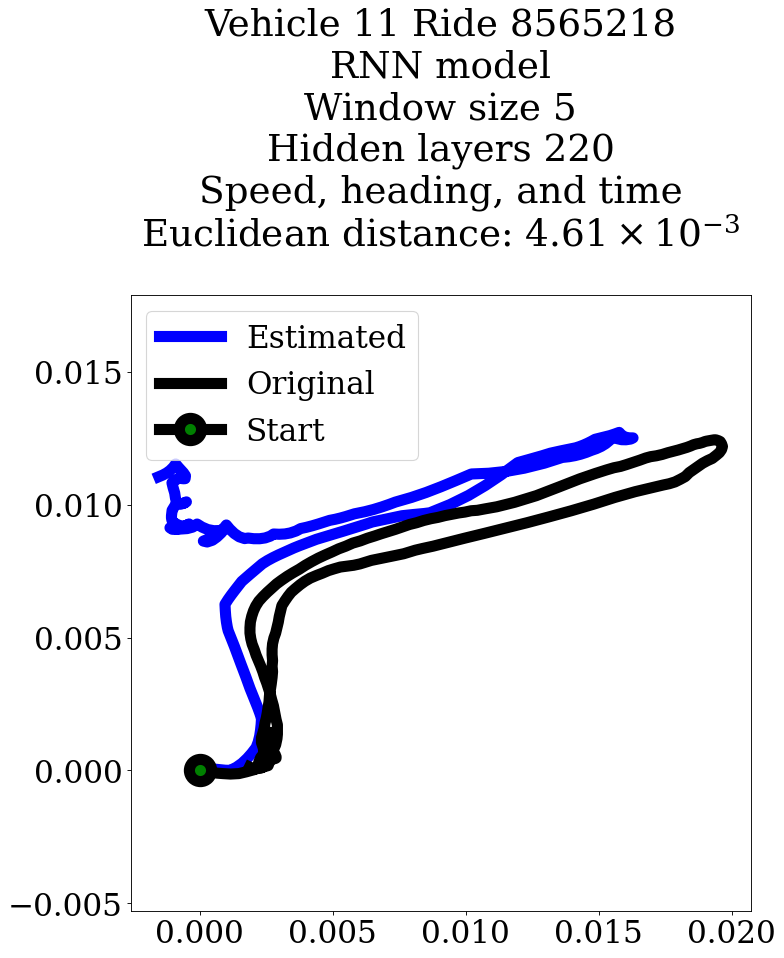 Vehicle 11 Ride 8565218
RNN model
Window size 5
Hidden layers 220
Speed, heading, and time
Euclidean distance: 4.61 × 10⁻³
Estimated
Original
Start
0.015
0.010
0.005
0.000
−0.005
0.000 0.005 0.010 0.015 0.020